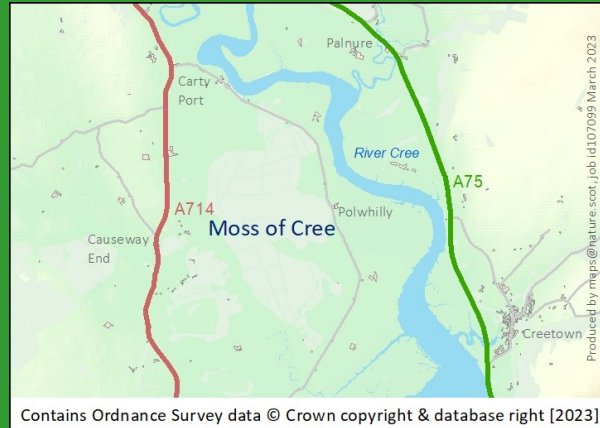 Palnure
Carty
Port
River Cree
A75
A714
Polwhilly
Moss of Cree
Causeway
End
Creetown
Produced by maps@nature.scot, job id107099 March 2023
Contains Ordnance Survey data © Crown copyright & database right [2023]